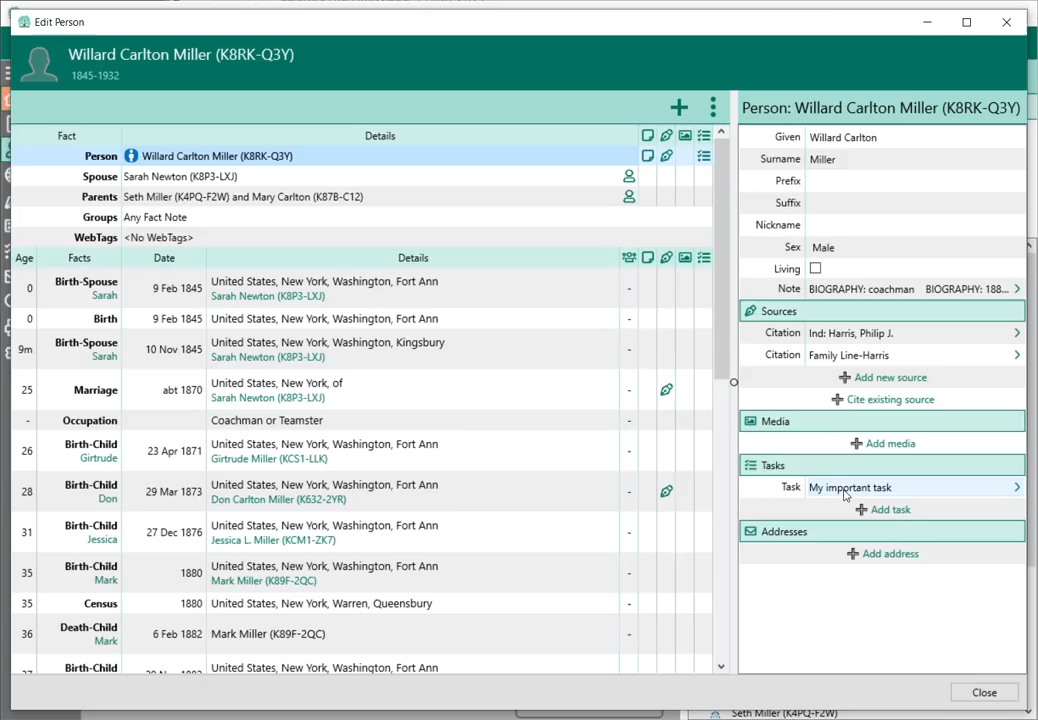 Edit Person
Willard Carlton Miller (K8RK-Q3Y)
1845-1932
Person: Willard Carlton Miller (K8RK-Q3Y)
Fact Details
Person Willard Carlton Miller (K8RK-Q3Y)
Spouse Sarah Newton (K8P3-LXJ)
Parents Seth Miller (K4PQ-F2W) and Mary Carlton (K87B-C12)
Groups Any Fact Note
WebTags <No WebTags>
Age Facts Date Details
0 Birth-Spouse 9 Feb 1845 United States, New York, Washington, Fort Ann -
Sarah Sarah Newton (K8P3-LXJ)
0 Birth 9 Feb 1845 United States, New York, Washington, Fort Ann -
9m Birth-Spouse 10 Nov 1845 United States, New York, Washington, Kingsbury -
Sarah Sarah Newton (K8P3-LXJ)
25 Marriage abt 1870 United States, New York, Washington, of -
Sarah Newton (K8P3-LXJ)
- Occupation Coachman or Teamster -
26 Birth-Child 23 Apr 1871 United States, New York, Washington, Fort Ann -
Girtrude Girtrude Miller (KCS1-LLK)
28 Birth-Child 29 Mar 1873 United States, New York, Washington, Fort Ann -
Don Don Carlton Miller (K632-2YR)
31 Birth-Child 27 Dec 1876 United States, New York, Washington, Fort Ann -
Jessica Jessica L. Miller (KCM1-ZK7)
35 Birth-Child 1880 United States, New York, Washington, Fort Ann -
Mark Mark Miller (K89F-2QC)
35 Census 1880 United States, New York, Warren, Queensbury -
36 Death-Child 6 Feb 1882 Mark Miller (K89F-2QC) -
Mark
Birth-Child United States, New York, Washington, Fort Ann
Given Willard Carlton
Surname Miller
Prefix
Suffix
Nickname
Sex Male
Living
Note BIOGRAPHY: coachman BIOGRAPHY: 188...
Sources
Citation Ind: Harris, Philip J.
Citation Family Line-Harris
Add new source
Cite existing source
Media
Add media
Tasks
Task My important task
Add task
Addresses
Add address
Close
Seth Miller (K4PQ-F2W)